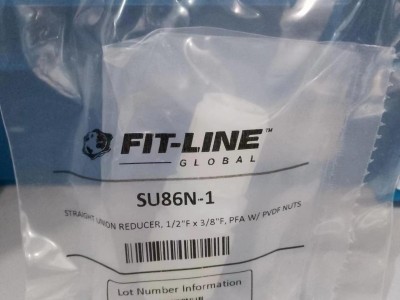 FIT-LINE™
GLOBAL
SU86N-1
STRAIGHT UNION REDUCER, 1/2"F x 3/8"F, PFA W/ PVDF NUTS
Lot Number Information